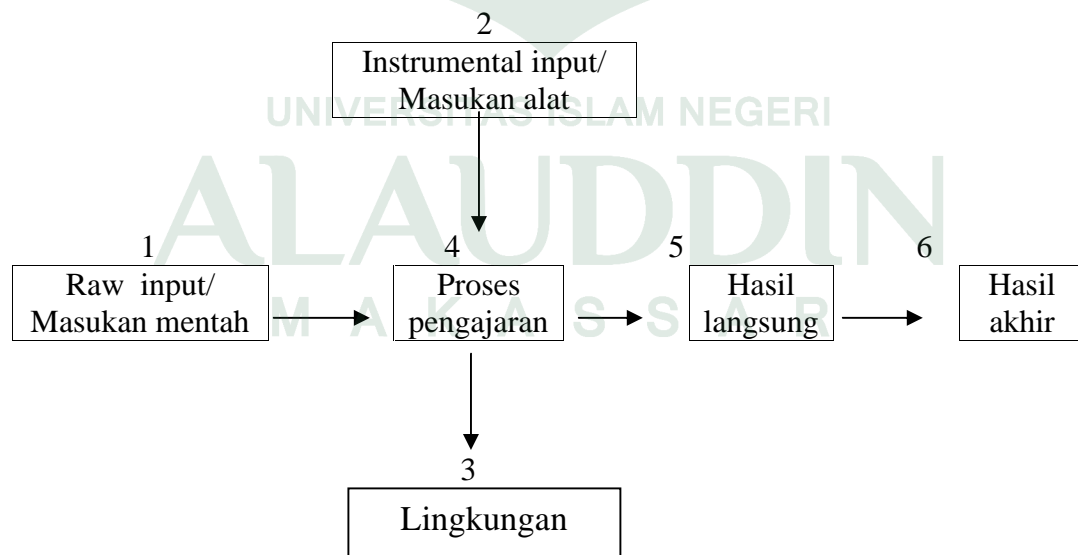 2
Instrumental input/
Masukan alat
UNIVERSITAS ISLAM NEGERI
ALAUDDIN
1
4
5
6
Raw input/
Masukan mentah
Proses
pengajaran
Hasil
langsung
Hasil
akhir
MAKASSAR
3
Lingkungan